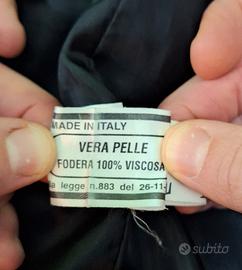 MADE IN ITALY
VERA PELLE
FODERA 100% VISCOSA
legge n.883 del 26-11-
subito